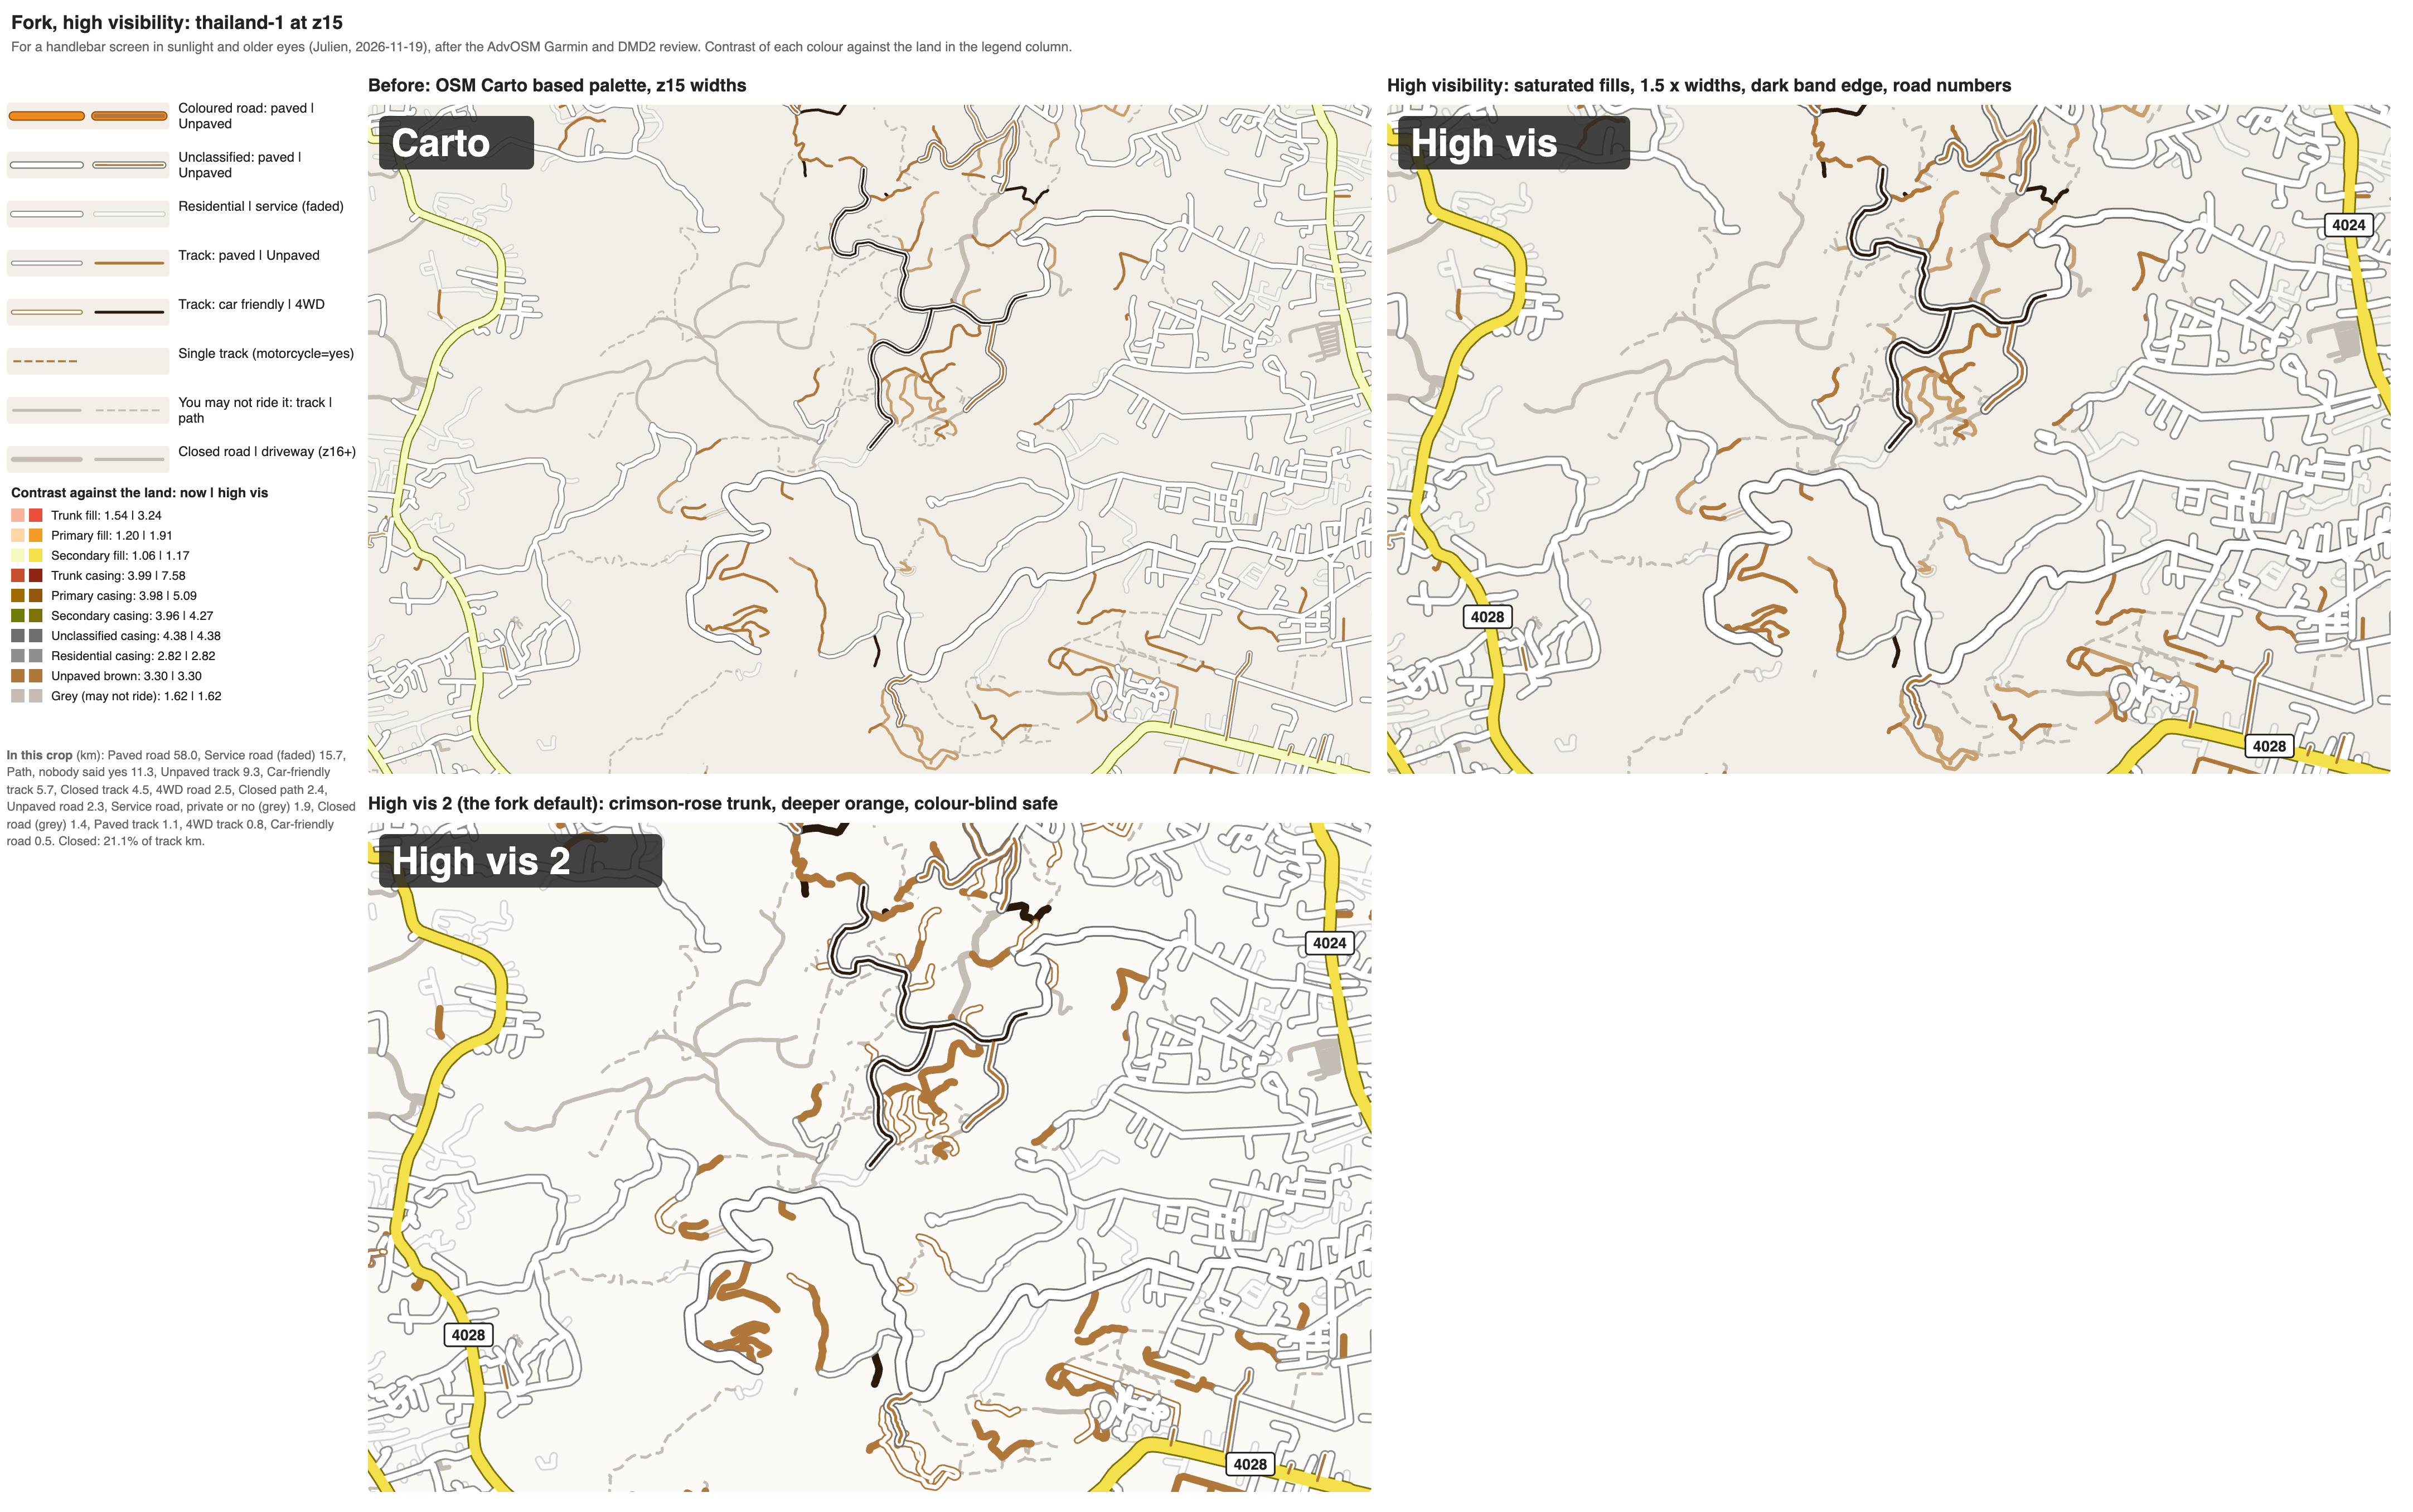 Fork, high visibility: thailand-1 at z15
For a handlebar screen in sunlight and older eyes (Julien, 2026-11-19), after the AdvOSM Garmin and DMD2 review. Contrast of each colour against the land in the legend column.
Before: OSM Carto based palette, z15 widths
High visibility: saturated fills, 1.5 x widths, dark band edge, road numbers
Coloured road: paved |
Unpaved
Unclassified: paved |
Unpaved
Residential | service (faded)
Track: paved | Unpaved
Track: car friendly | 4WD
Single track (motorcycle=yes)
You may not ride it: track |
path
Closed road | driveway (z16+)
Contrast against the land: now | high vis
Trunk fill: 1.54 | 3.24
Primary fill: 1.20 | 1.91
Secondary fill: 1.06 | 1.17
Trunk casing: 3.99 | 7.58
Primary casing: 3.98 | 5.09
Secondary casing: 3.96 | 4.27
Unclassified casing: 4.38 | 4.38
Residential casing: 2.82 | 2.82
Unpaved brown: 3.30 | 3.30
Grey (may not ride): 1.62 | 1.62
In this crop (km): Paved road 58.0, Service road (faded) 15.7,
Path, nobody said yes 11.3, Unpaved track 9.3, Car-friendly
track 5.7, Closed track 4.5, 4WD road 2.5, Closed path 2.4,
Unpaved road 2.3, Service road, private or no (grey) 1.9, Closed
road (grey) 1.4, Paved track 1.1, 4WD track 0.8, Car-friendly
road 0.5. Closed: 21.1% of track km.
Carto
High vis
4024
4028
4028
High vis 2 (the fork default): crimson-rose trunk, deeper orange, colour-blind safe
High vis 2
4024
4028
4028